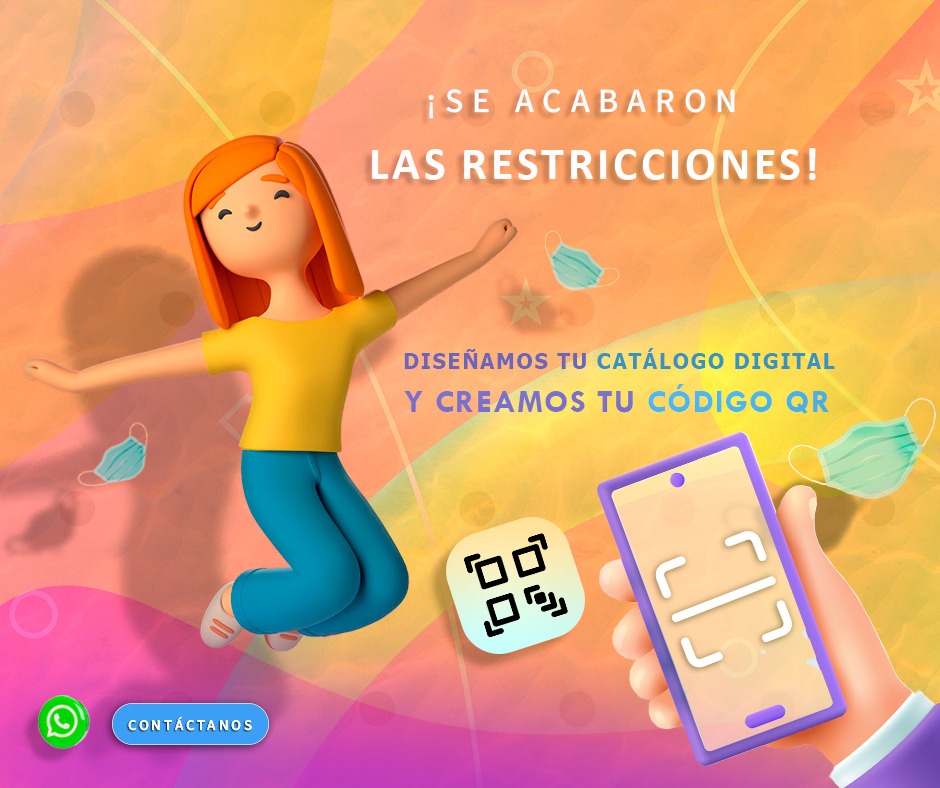 ¡SE ACABARON
LAS RESTRICCIONES!
DISEÑAMOS TU CATÁLOGO DIGITAL
Y CREAMOS TU CÓDIGO QR
CONTÁCTANOS